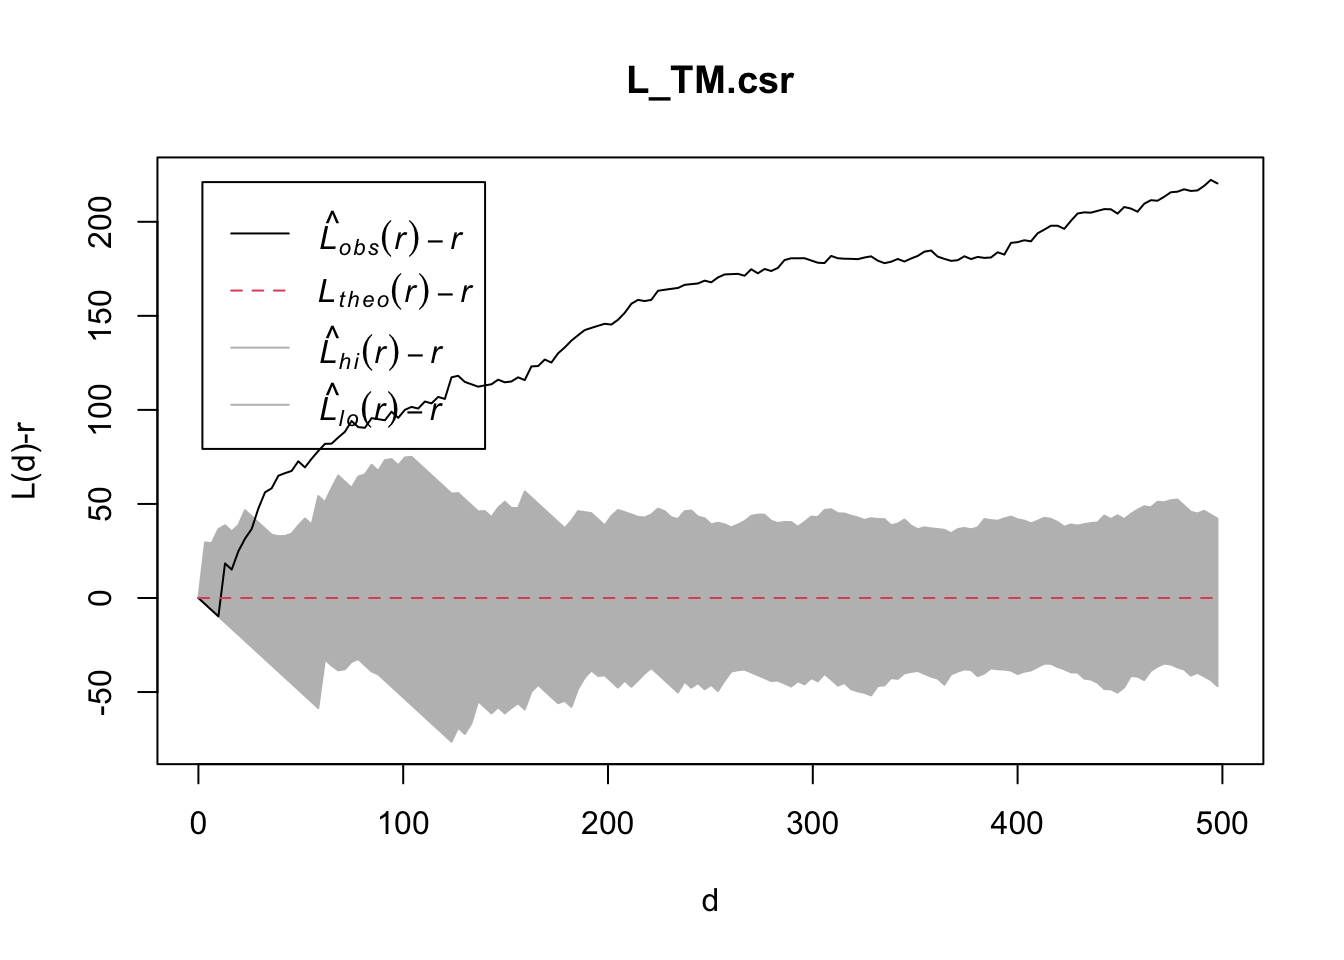 L_TM.csr
L(d)-r
200
150
100
50
0
-50
L̂obs(r) – r
Ltheo(r) – r
L̂hi(r) – r
L̂lo(r) – r
0 100 200 300 400 500
d